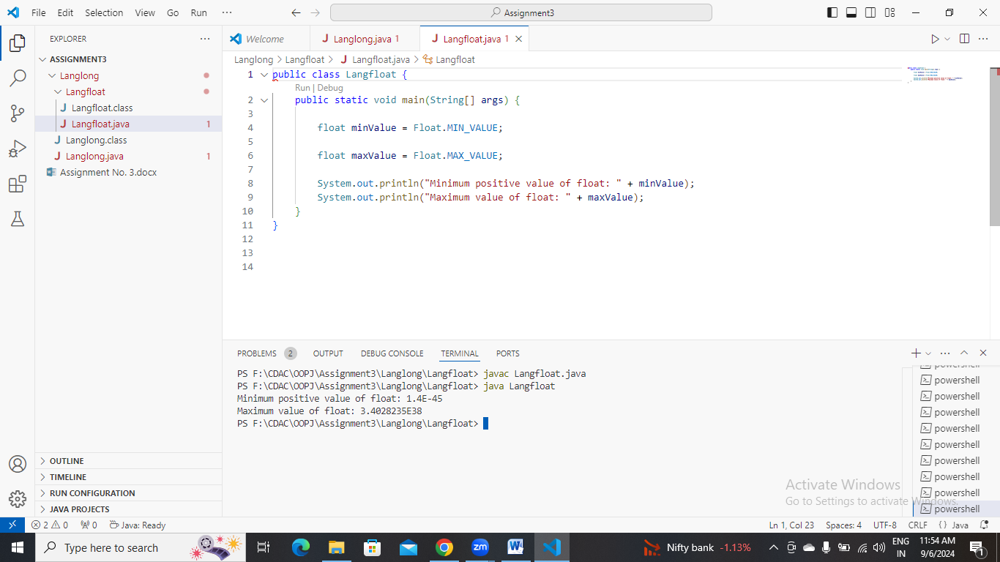 File Edit Selection View Go Run ··· Assignment3
EXPLORER
ASSIGNMENT3
Langlong
Langfloat
Langfloat.class
Langfloat.java 1
Langlong.class
Langlong.java 1
Assignment No. 3.docx
OUTLINE
TIMELINE
RUN CONFIGURATION
JAVA PROJECTS
Welcome Langlong.java 1 Langfloat.java 1
Langlong > Langfloat > Langfloat.java > Langfloat
1 public class Langfloat {
Run | Debug
2 public static void main(String[] args) {
3
4 float minValue = Float.MIN_VALUE;
5
6 float maxValue = Float.MAX_VALUE;
7
8 System.out.println("Minimum positive value of float: " + minValue);
9 System.out.println("Maximum value of float: " + maxValue);
10 }
11 }
12
13
14
PROBLEMS 2 OUTPUT DEBUG CONSOLE TERMINAL PORTS
PS F:\CDAC\OOPJ\Assignment3\Langlong\Langfloat> javac Langfloat.java
PS F:\CDAC\OOPJ\Assignment3\Langlong\Langfloat> java Langfloat
Minimum positive value of float: 1.4E-45
Maximum value of float: 3.4028235E38
PS F:\CDAC\OOPJ\Assignment3\Langlong\Langfloat>
powershell
powershell
powershell
powershell
powershell
powershell
powershell
powershell
powershell
powershell
Activate Windows
Go to Settings to activate Windows.
2 0 0 Java: Ready Ln 1, Col 23 Spaces: 4 UTF-8 CRLF {} Java
Type here to search zm W Nifty bank -1.13% ENG IN 11:54 AM 9/6/2024 1